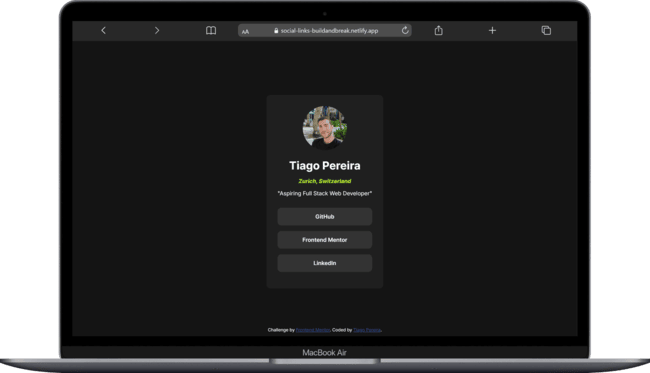 AA social-links-buildandbreak.netlify.app
Tiago Pereira
Zurich, Switzerland
"Aspiring Full Stack Web Developer"
GitHub
Frontend Mentor
LinkedIn
Challenge by Frontend Mentor. Coded by Tiago Pereira.
MacBook Air